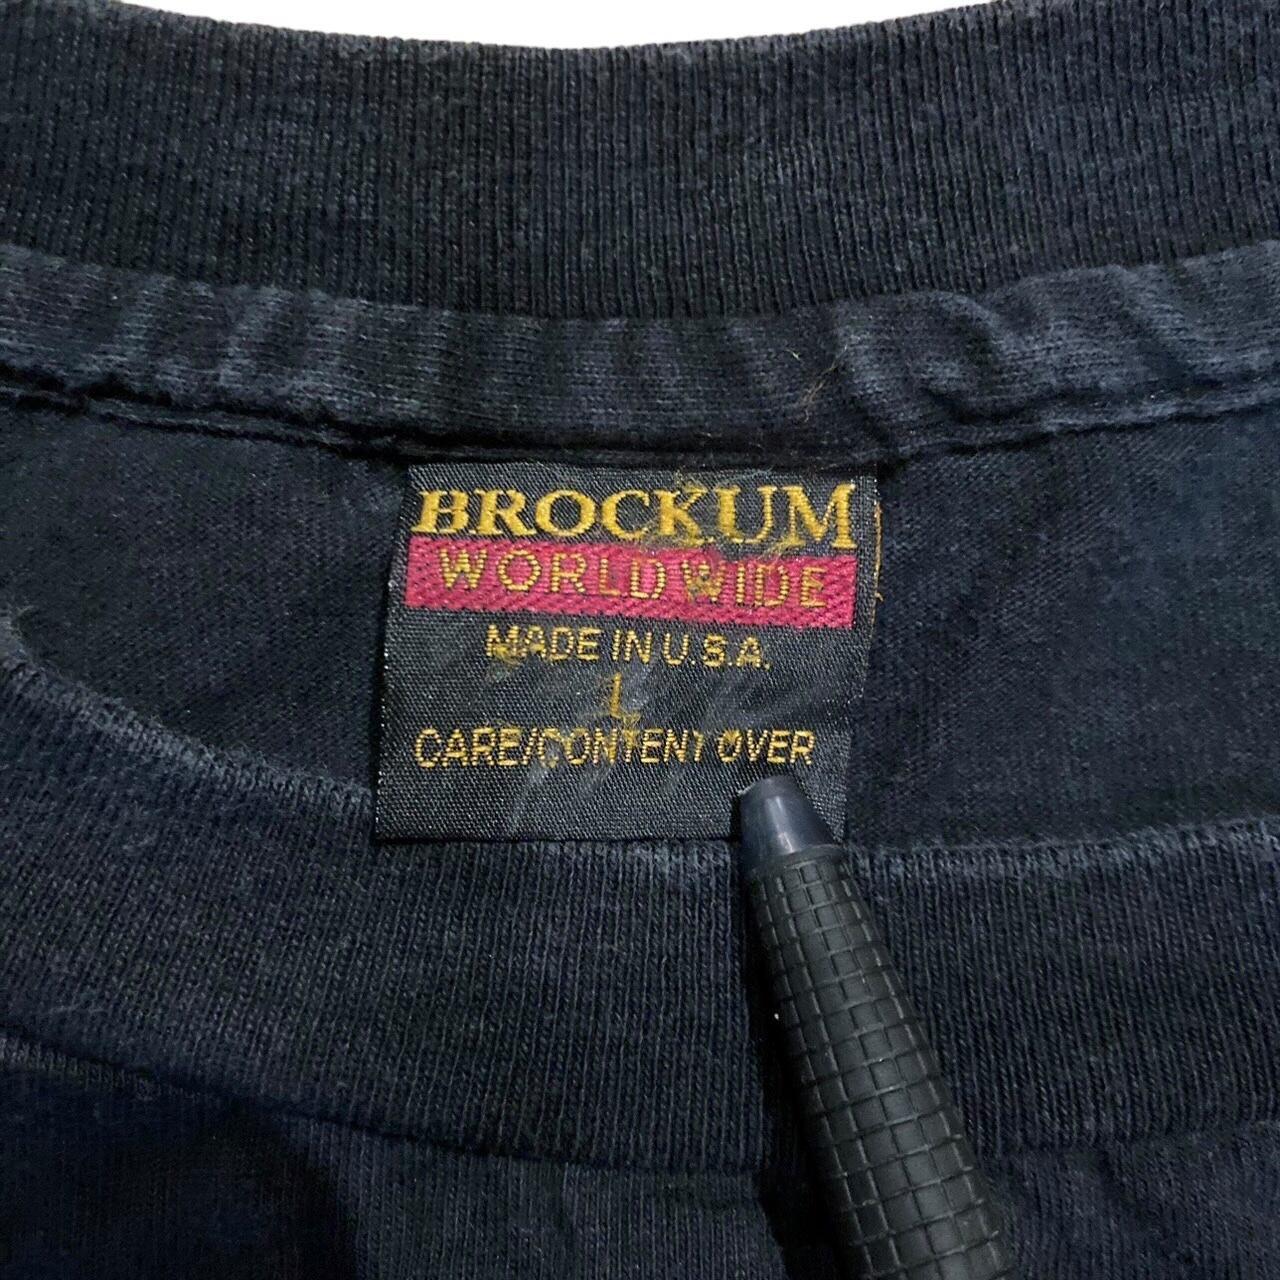 BROCKUM
WORLDWIDE
MADE IN U.S.A.
L
CARE/CONTENT OVER